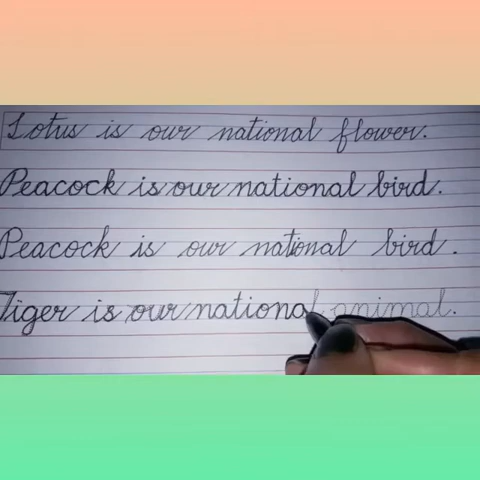 Lotus is our national flower.
Peacock is our national bird.
Peacock is our national bird.
Tiger is our national animal.